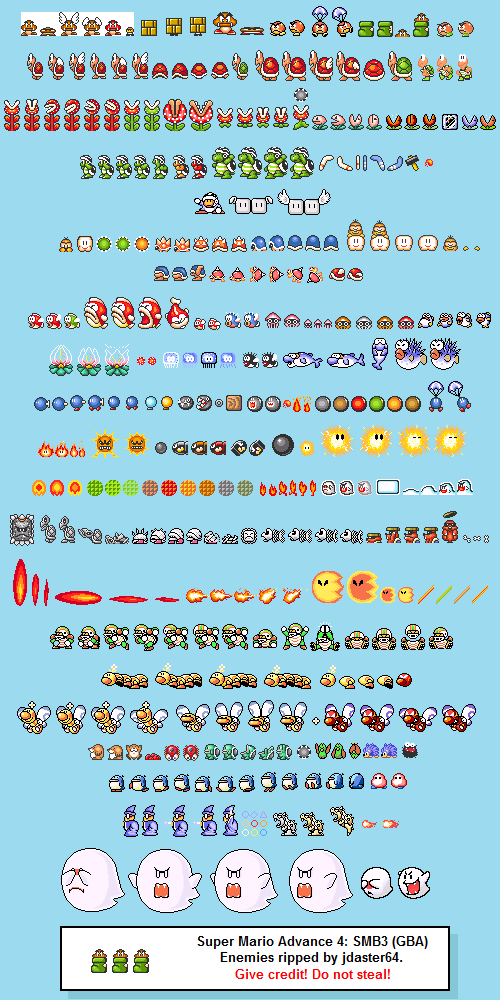 Super Mario Advance 4: SMB3 (GBA)
Enemies ripped by jdaster64.
Give credit! Do not steal!